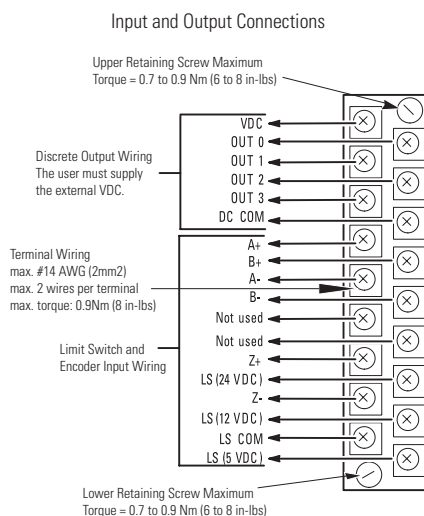 Input and Output Connections
Upper Retaining Screw Maximum
Torque = 0.7 to 0.9 Nm (6 to 8 in-lbs)
Discrete Output Wiring
The user must supply
the external VDC.
VDC
OUT 0
OUT 1
OUT 2
OUT 3
DC COM
Terminal Wiring
max. #14 AWG (2mm2)
max. 2 wires per terminal
max. torque: 0.9Nm (8 in-lbs)
Limit Switch and
Encoder Input Wiring
A+
B+
A-
B-
Not used
Not used
Z+
LS (24 VDC)
Z-
LS (12 VDC)
LS COM
LS (5 VDC)
Lower Retaining Screw Maximum
Torque = 0.7 to 0.9 Nm (6 to 8 in-lbs)